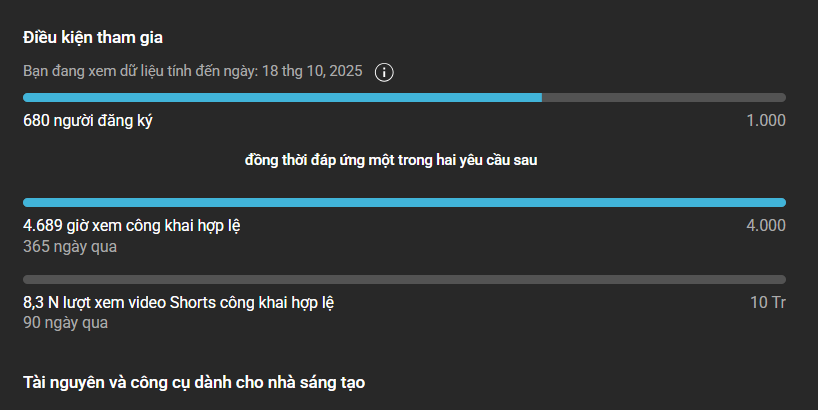 Điều kiện tham gia
Bạn đang xem dữ liệu tính đến ngày: 18 thg 10, 2025
680 người đăng ký 1.000
đồng thời đáp ứng một trong hai yêu cầu sau
4.689 giờ xem công khai hợp lệ 4.000
365 ngày qua
8,3 N lượt xem video Shorts công khai hợp lệ 10 Tr
90 ngày qua
Tài nguyên và công cụ dành cho nhà sáng tạo